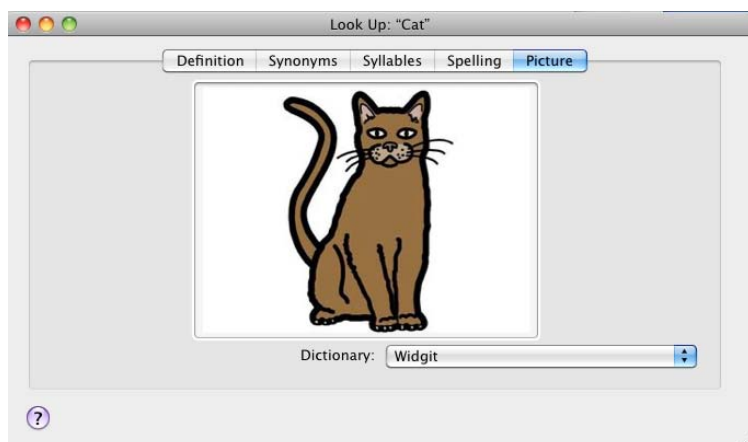 Look Up: “Cat”
Definition Synonyms Syllables Spelling Picture
Dictionary: Widgit
?